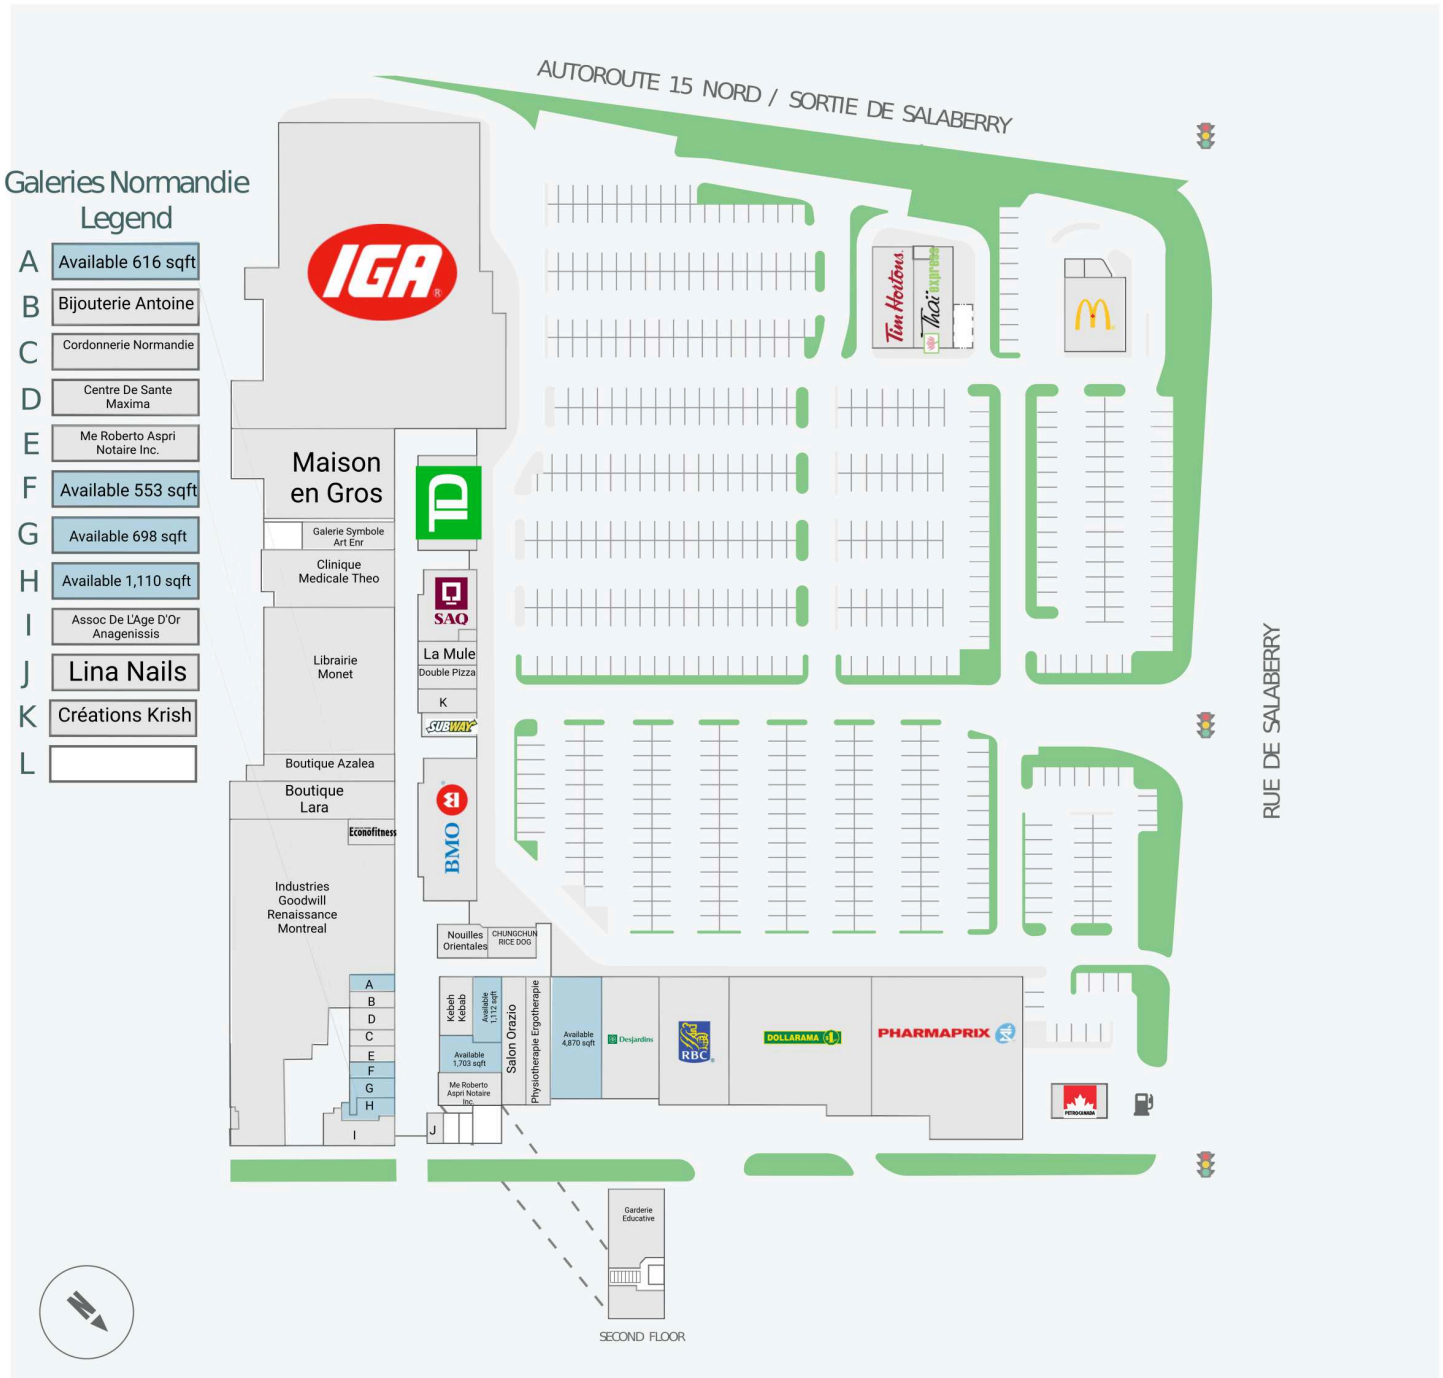 AUTOROUTE 15 NORD / SORTIE DE SALABERRY
Galeries Normandie
Legend
A Available 616 sqft
B Bijouterie Antoine
C Cordonnerie Normandie
D Centre De Sante
Maxima
E Me Roberto Aspri
Notaire Inc.
F Available 553 sqft
G Available 698 sqft
H Available 1,110 sqft
I Assoc De L'Age D'Or
Anagenissis
J Lina Nails
K Créations Krish
L
IGA
®
Tim Hortons
Thaï express
Maison
en Gros
TD
Galerie Symbole
Art Enr
Clinique
Medicale Theo
SAQ
Librairie
Monet
La Mule
Double Pizza
K
SUBWAY
Boutique Azalea
Boutique
Lara
Econofitness
BMO
Industries
Goodwill
Renaissance
Montreal
Nouilles
Orientales
CHUNGCHUN
RICE DOG
A
B
D
C
E
F
G
H
I
J
Kebeh
Kebab
Available
1,112 sqft
Available
1,703 sqft
Me Roberto
Aspri Notaire
Inc.
Salon Orazio
Physiotherapie Ergotherapie
Available
4,870 sqft
Desjardins
RBC
®
DOLLARAMA
PHARMAPRIX
PETRO-CANADA
RUE DE SALABERRY
Garderie
Educative
SECOND FLOOR
N